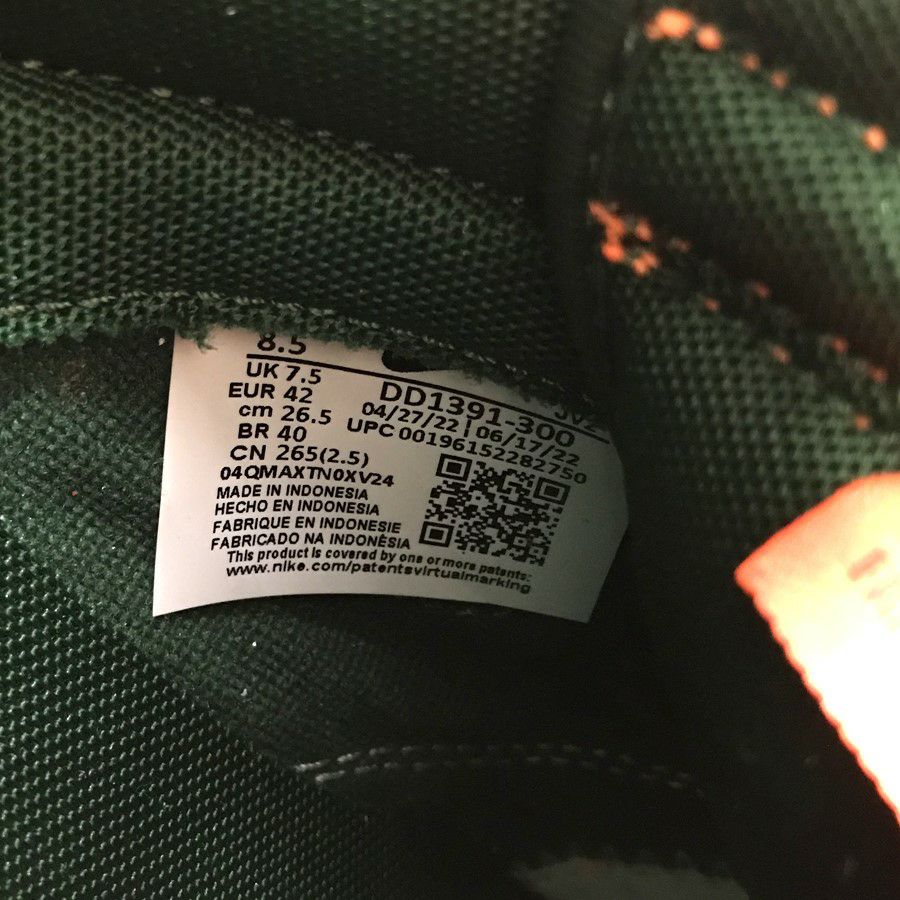 8.5
UK 7.5
EUR 42
cm 26.5
BR 40
CN 265(2.5)
DD1391-300
04/27/22 | 06/17/22
UPC 00196152282750
04QMAXTN0XV24
MADE IN INDONESIA
HECHO EN INDONESIA
FABRIQUE EN INDONESIE
FABRICADO NA INDONÉSIA
This product is covered by one or more patents:
www.nike.com/patentsvirtualmarking